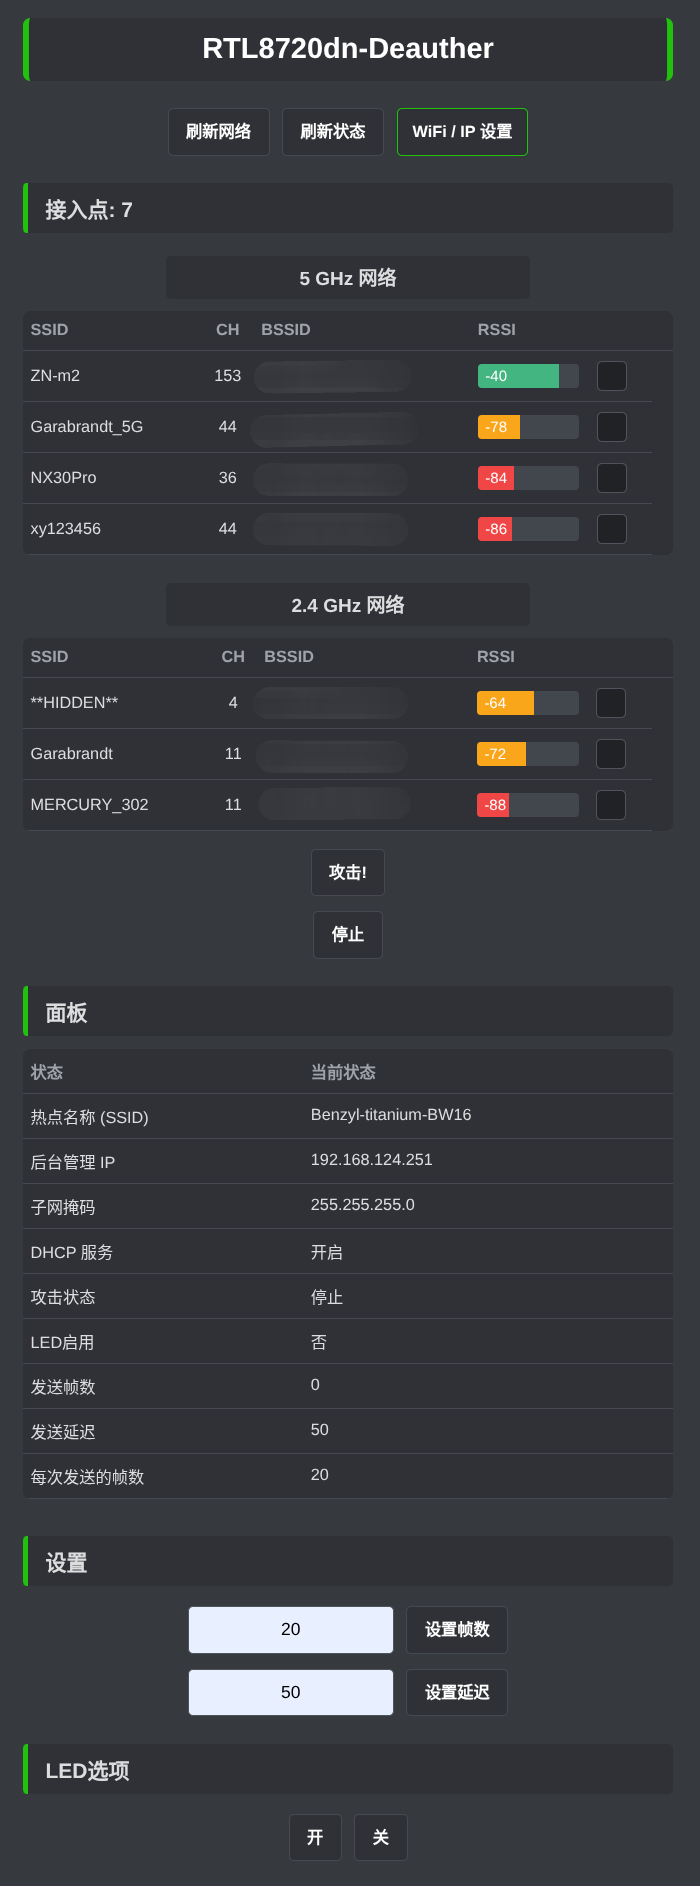 RTL8720dn-Deauther
刷新网络 刷新状态 WiFi / IP 设置
接入点: 7
5 GHz 网络
SSID CH BSSID RSSI
ZN-m2 153 -40
Garabrandt_5G 44 -78
NX30Pro 36 -84
xy123456 44 -86
2.4 GHz 网络
SSID CH BSSID RSSI
**HIDDEN** 4 -64
Garabrandt 11 -72
MERCURY_302 11 -88
攻击!
停止
面板
状态 当前状态
热点名称 (SSID) Benzyl-titanium-BW16
后台管理 IP 192.168.124.251
子网掩码 255.255.255.0
DHCP 服务 开启
攻击状态 停止
LED启用 否
发送帧数 0
发送延迟 50
每次发送的帧数 20
设置
20 设置帧数
50 设置延迟
LED选项
开 关